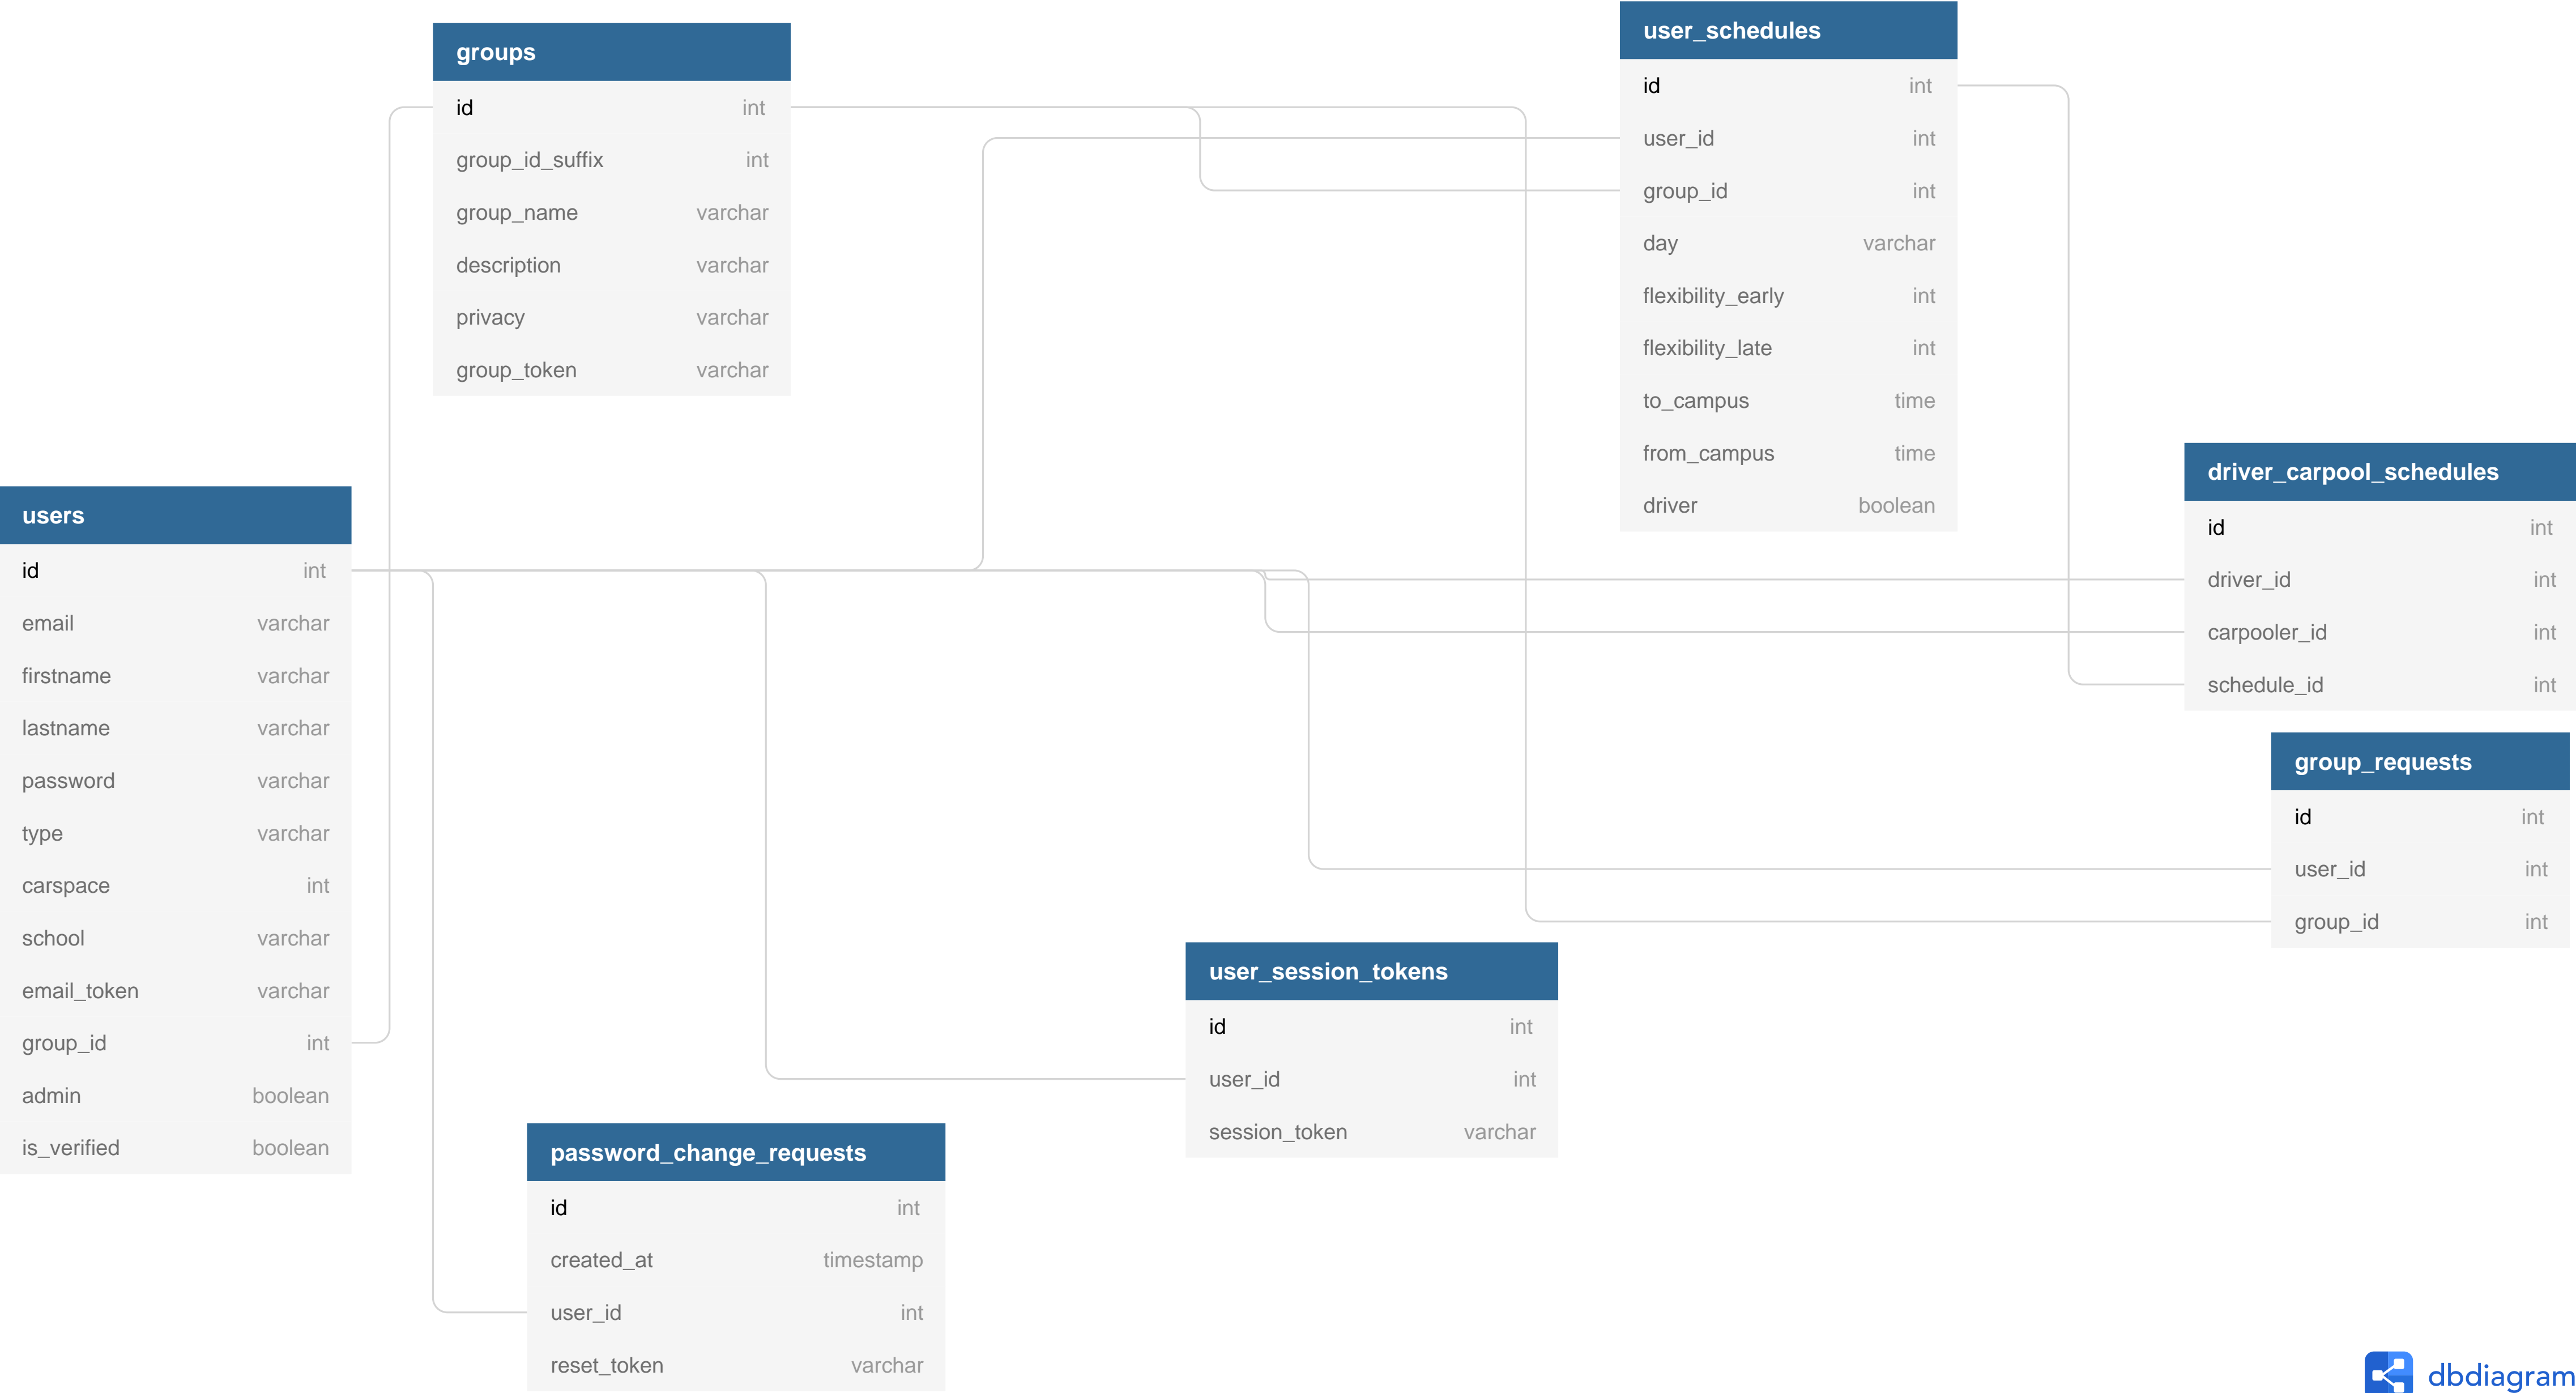 groups
id int
group_id_suffix int
group_name varchar
description varchar
privacy varchar
group_token varchar
user_schedules
id int
user_id int
group_id int
day varchar
flexibility_early int
flexibility_late int
to_campus time
from_campus time
driver boolean
users
id int
email varchar
firstname varchar
lastname varchar
password varchar
type varchar
carspace int
school varchar
email_token varchar
group_id int
admin boolean
is_verified boolean
driver_carpool_schedules
id int
driver_id int
carpooler_id int
schedule_id int
group_requests
id int
user_id int
group_id int
user_session_tokens
id int
user_id int
session_token varchar
password_change_requests
id int
created_at timestamp
user_id int
reset_token varchar
dbdiagram